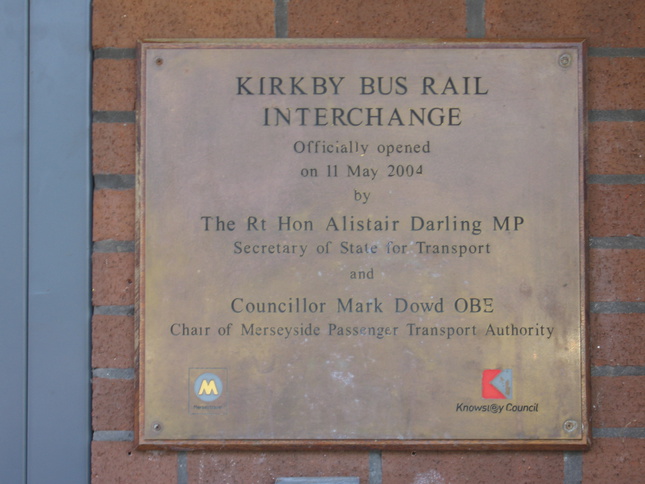 KIRKBY BUS RAIL
INTERCHANGE
Officially opened
on 11 May 2004
by
The Rt Hon Alistair Darling MP
Secretary of State for Transport
and
Councillor Mark Dowd OBE
Chair of Merseyside Passenger Transport Authority
M
Knowsley Council